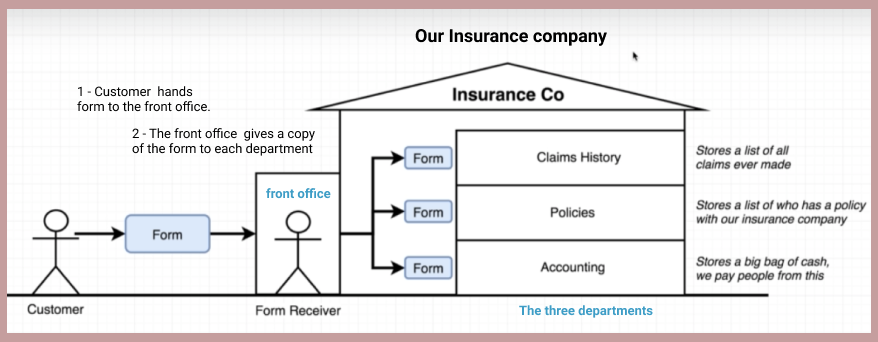 Our Insurance company
1 - Customer hands
form to the front office.
2 - The front office gives a copy
of the form to each department
Insurance Co
Form
Claims History
Stores a list of all
claims ever made
front office
Form
Policies
Stores a list of who has a policy
with our insurance company
Form
Form
Accounting
Stores a big bag of cash,
we pay people from this
Customer
Form Receiver
The three departments